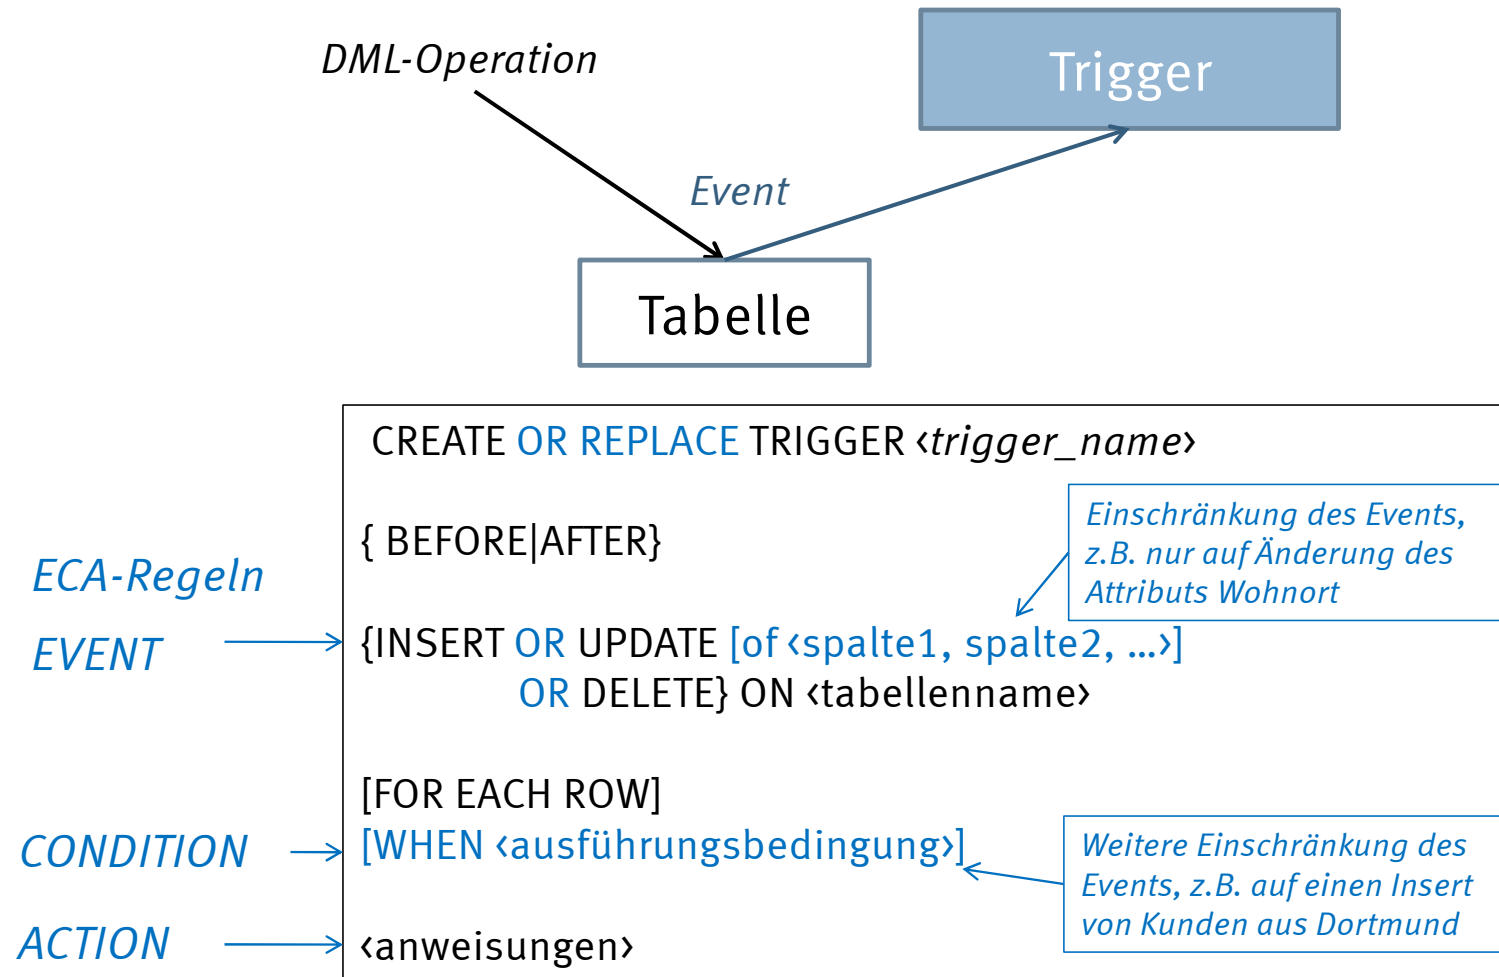 DML-Operation
Trigger
Event
Tabelle
CREATE OR REPLACE TRIGGER ‹trigger_name›
{ BEFORE|AFTER}
Einschränkung des Events,
z.B. nur auf Änderung des
Attributs Wohnort
ECA-Regeln
EVENT
{INSERT OR UPDATE [of ‹spalte1, spalte2, …›]
OR DELETE} ON ‹tabellenname›
[FOR EACH ROW]
CONDITION
[WHEN ‹ausführungsbedingung›]
Weitere Einschränkung des
Events, z.B. auf einen Insert
von Kunden aus Dortmund
ACTION
‹anweisungen›